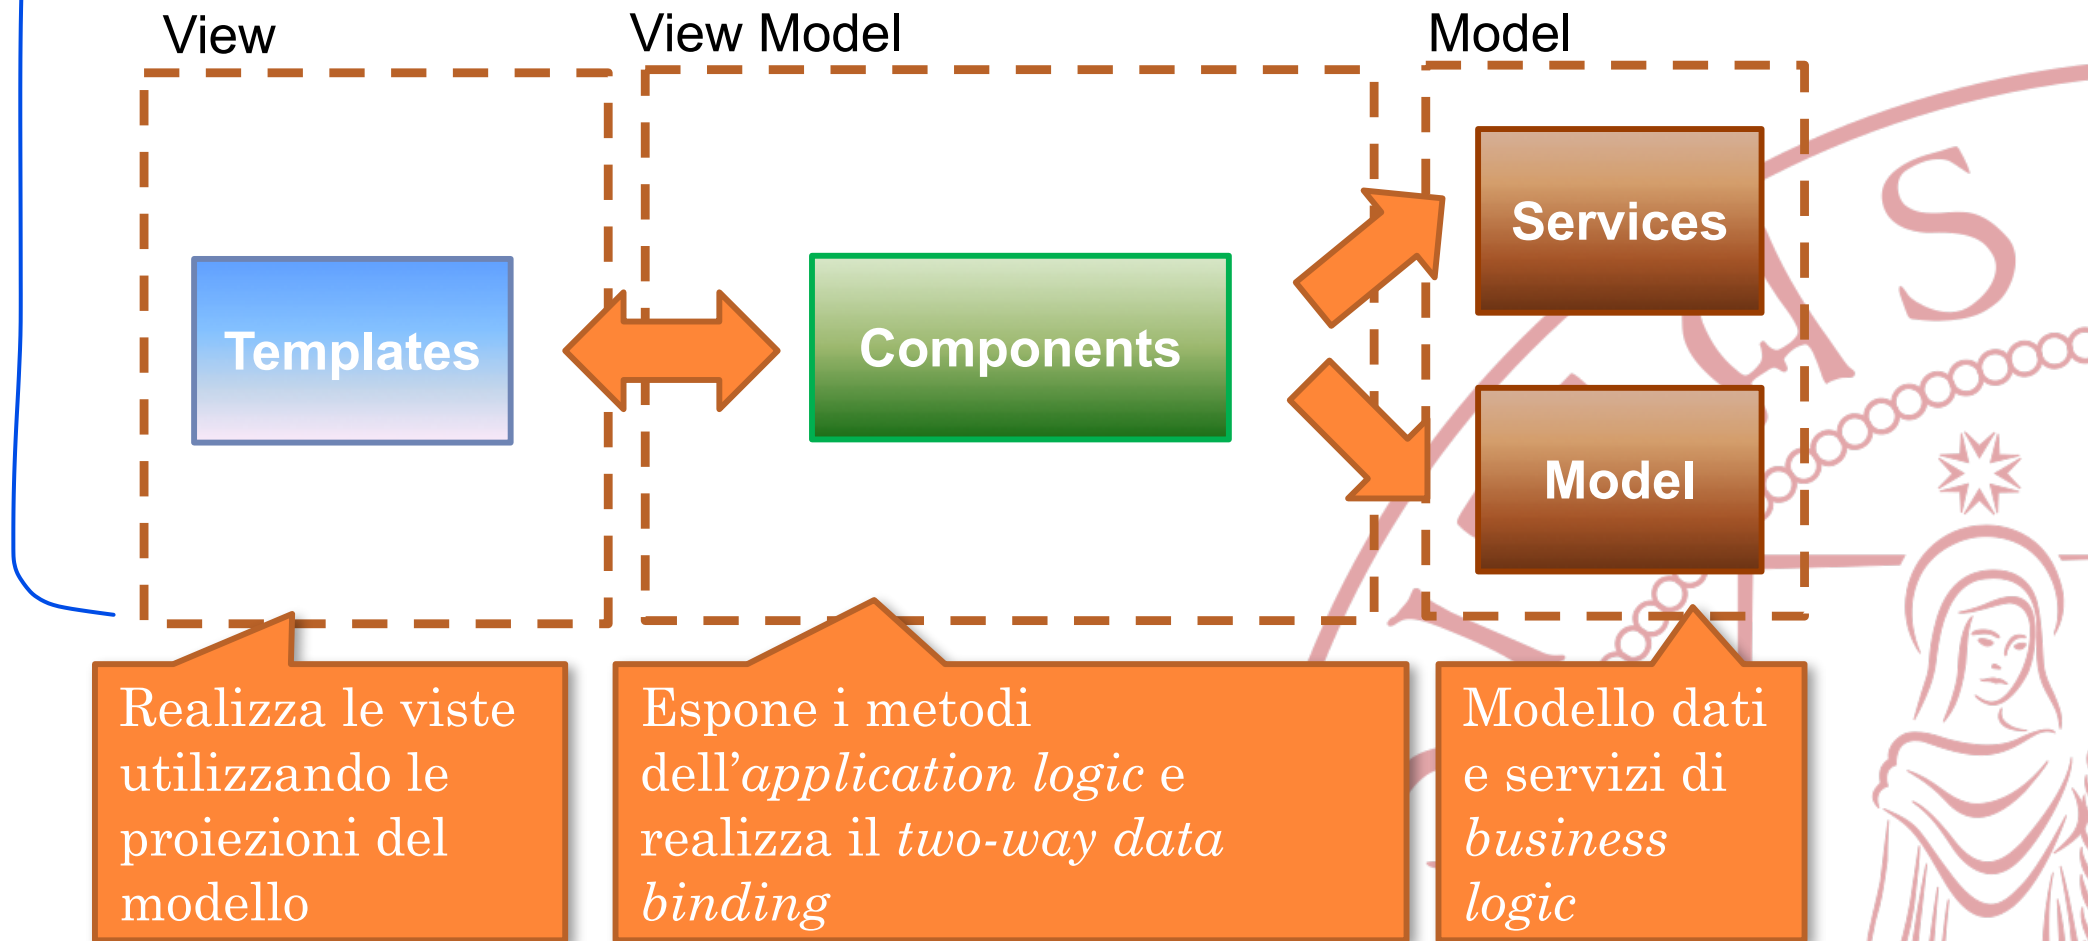 View
View Model
Model
Templates
Components
Services
Model
Realizza le viste
utilizzando le
proiezioni del
modello
Espone i metodi
dell’application logic e
realizza il two-way data
binding
Modello dati
e servizi di
business
logic